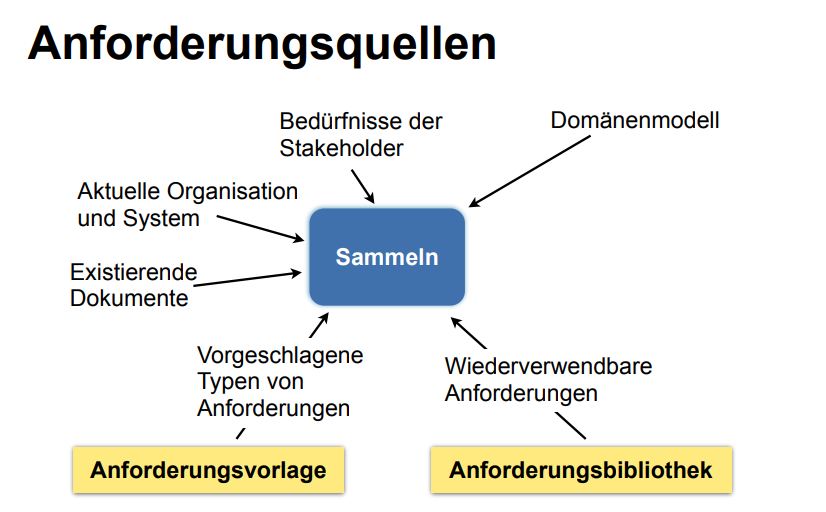 Anforderungsquellen
Bedürfnisse der
Stakeholder
Domänenmodell
Aktuelle Organisation
und System
Sammeln
Existierende
Dokumente
Vorgeschlagene
Typen von
Anforderungen
Wiederverwendbare
Anforderungen
Anforderungsvorlage
Anforderungsbibliothek